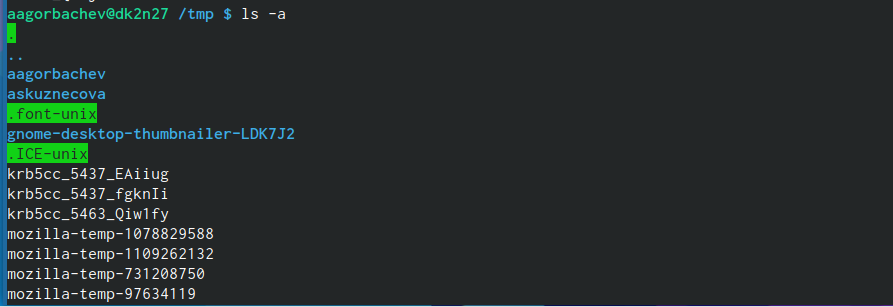 aagorbachev@dk2n27 /tmp $ ls -a
.
..
aagorbachev
askuznecova
.font-unix
gnome-desktop-thumbnailer-LDK7J2
.ICE-unix
krb5cc_5437_EAiiug
krb5cc_5437_fgknIi
krb5cc_5463_Qiw1fy
mozilla-temp-1078829588
mozilla-temp-1109262132
mozilla-temp-731208750
mozilla-temp-97634119